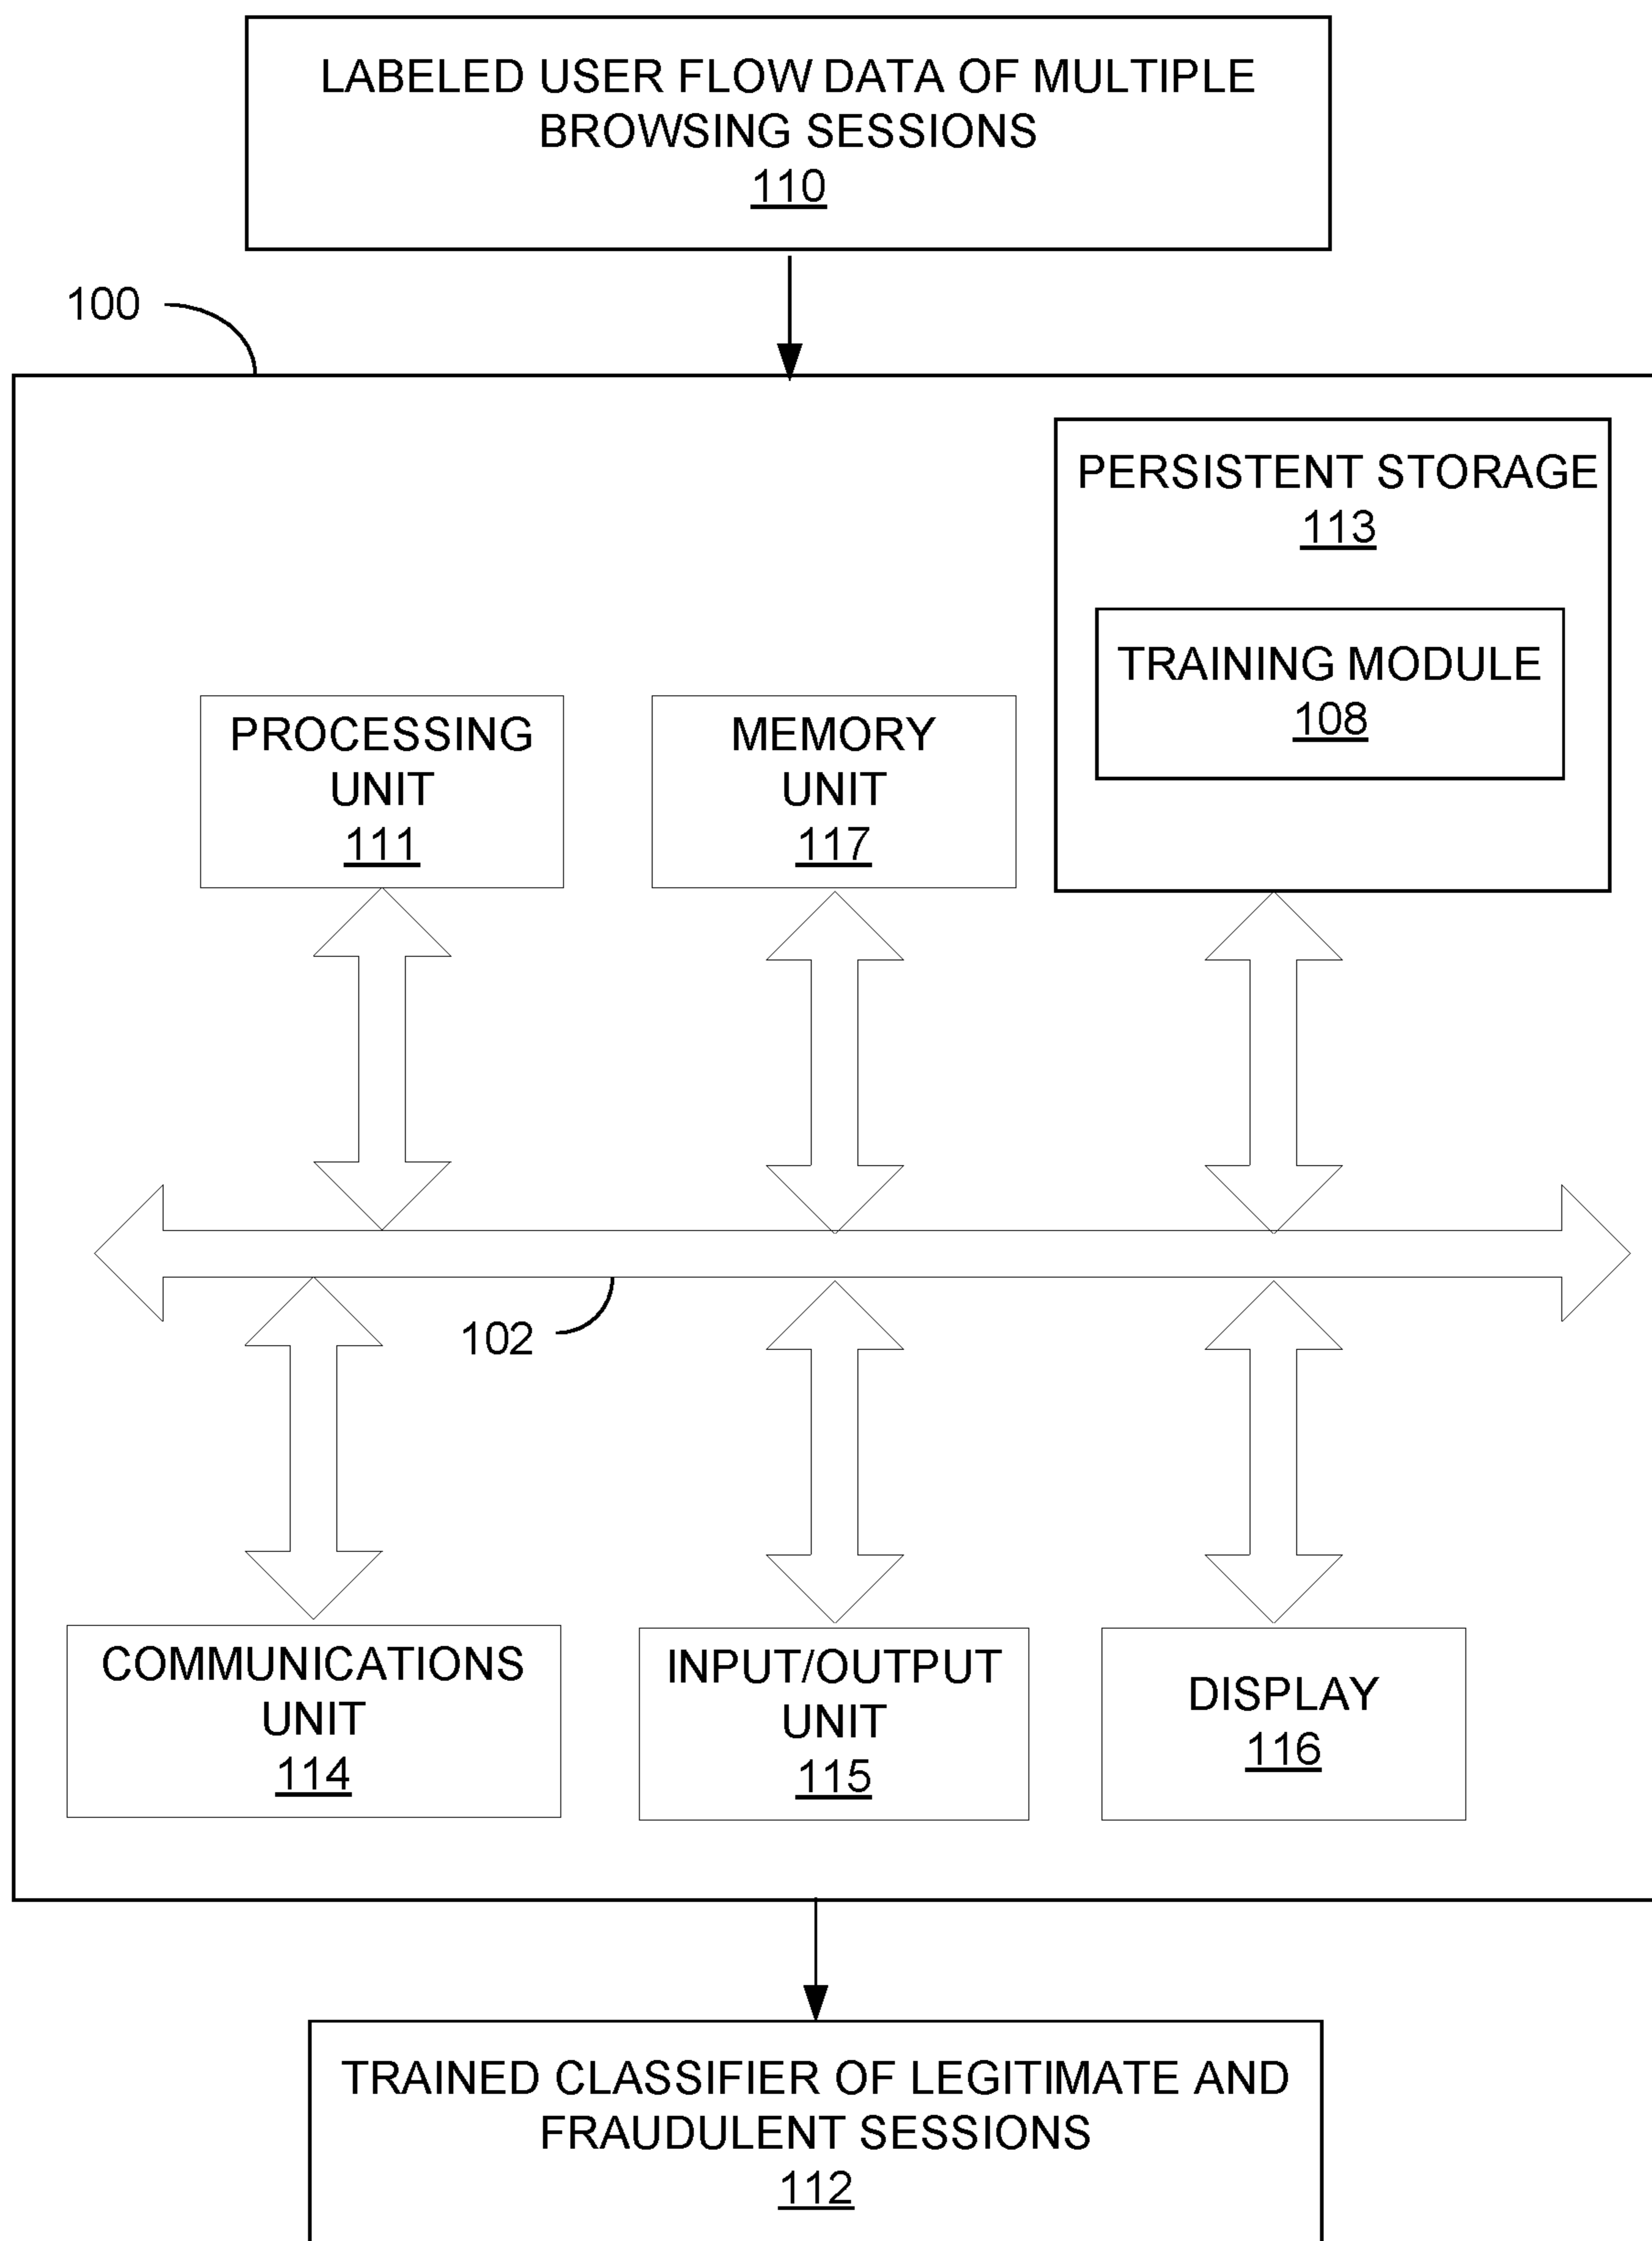 LABELED USER FLOW DATA OF MULTIPLE
BROWSING SESSIONS
110
100
PERSISTENT STORAGE
113
TRAINING MODULE
108
PROCESSING
UNIT
111
MEMORY
UNIT
117
102
COMMUNICATIONS
UNIT
114
INPUT/OUTPUT
UNIT
115
DISPLAY
116
TRAINED CLASSIFIER OF LEGITIMATE AND
FRAUDULENT SESSIONS
112